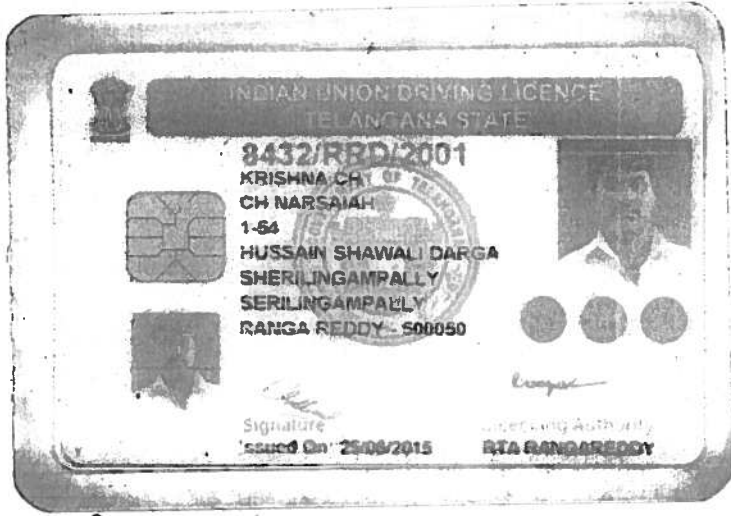 INDIAN UNION DRIVING LICENCE
TELANGANA STATE
8432/RRD/2001
KRISHNA CH
CH NARSAIAH
1-54
HUSSAIN SHAWALI DARGA
SHERILINGAMPALLY
SERILINGAMPALLY
RANGA REDDY - 500050
Signature
Licencing Authority
Issued On 25/06/2015
RTA RANGAREDDY